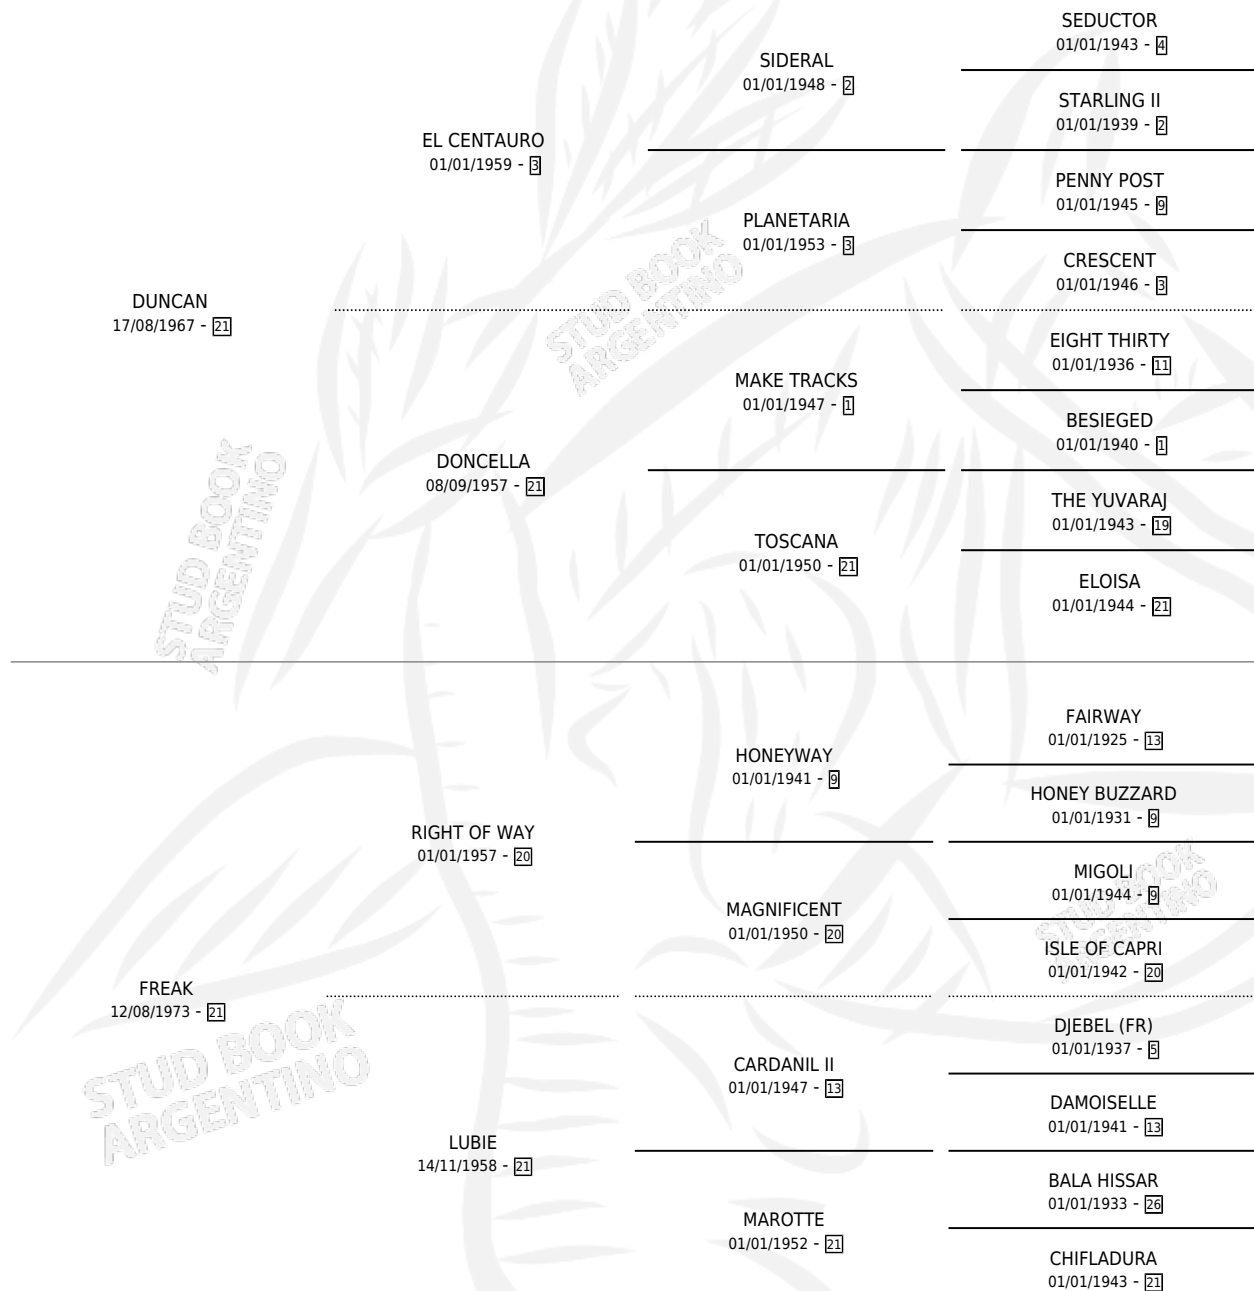 SEDUCTOR
01/01/1943 - 4
SIDERAL
01/01/1948 - 2
STARLING II
01/01/1939 - 2
EL CENTAURO
01/01/1959 - 3
PENNY POST
01/01/1945 - 9
PLANETARIA
01/01/1953 - 3
CRESCENT
01/01/1946 - 3
DUNCAN
17/08/1967 - 21
EIGHT THIRTY
01/01/1936 - 11
MAKE TRACKS
01/01/1947 - 1
BESIEGED
01/01/1940 - 1
DONCELLA
08/09/1957 - 21
THE YUVARAJ
01/01/1943 - 19
TOSCANA
01/01/1950 - 21
ELOISA
01/01/1944 - 21
FAIRWAY
01/01/1925 - 13
HONEYWAY
01/01/1941 - 9
HONEY BUZZARD
01/01/1931 - 9
RIGHT OF WAY
01/01/1957 - 20
MIGOLI
01/01/1944 - 9
MAGNIFICENT
01/01/1950 - 20
ISLE OF CAPRI
01/01/1942 - 20
FREAK
12/08/1973 - 21
DJEBEL (FR)
01/01/1937 - 5
CARDANIL II
01/01/1947 - 13
DAMOISELLE
01/01/1941 - 13
LUBIE
14/11/1958 - 21
BALA HISSAR
01/01/1933 - 26
MAROTTE
01/01/1952 - 21
CHIFLADURA
01/01/1943 - 21
STUD BOOK
ARGENTINO
STUD BOOK
ARGENTINO
STUD BOOK
ARGENTINO
STUD BOOK
ARGENTINO